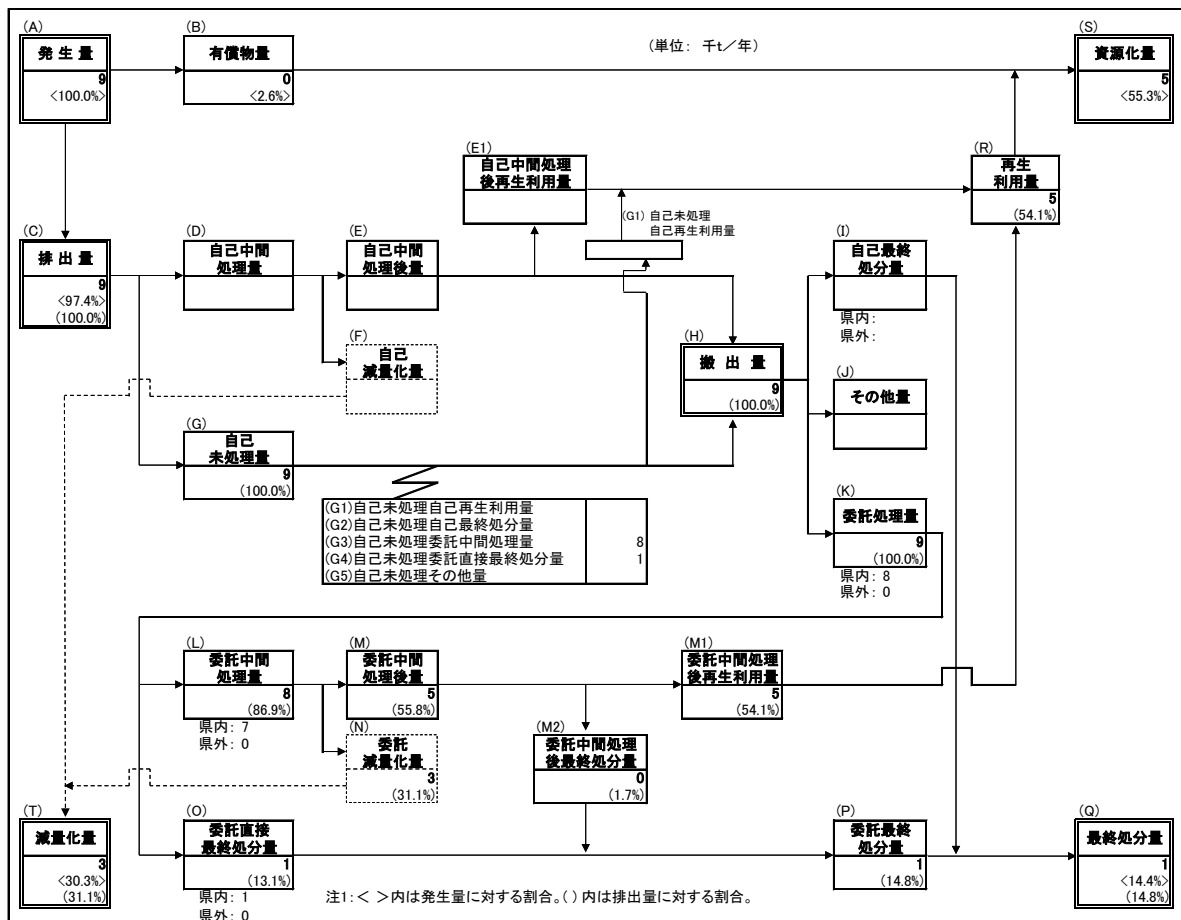 (A)
発 生 量
9
<100.0%>
(B)
有償物量
0
<2.6%>
(単位： 千t／年)
(S)
資源化量
5
<55.3%>
(E1)
自己中間処理
後再生利用量
(G1) 自己未処理
自己再生利用量
(R)
再生
利用量
5
(54.1%)
(C)
排 出 量
9
<97.4%>
(100.0%)
(D)
自己中間
処理量
(E)
自己中間
処理後量
(F)
自己
減量化量
(G)
自己
未処理量
9
(100.0%)
(G1)自己未処理自己再生利用量
(G2)自己未処理自己最終処分量
(G3)自己未処理委託中間処理量 8
(G4)自己未処理委託直接最終処分量 1
(G5)自己未処理その他量
(H)
搬 出 量
9
(100.0%)
(I)
自己最終
処分量
県内：
県外：
(J)
その他量
(K)
委託処理量
9
(100.0%)
県内： 8
県外： 0
(L)
委託中間
処理量
8
(86.9%)
県内： 7
県外： 0
(M)
委託中間
処理後量
5
(55.8%)
(N)
委託
減量化量
3
(31.1%)
(M1)
委託中間処理
後再生利用量
5
(54.1%)
(M2)
委託中間処理
後最終処分量
0
(1.7%)
(T)
減量化量
3
<30.3%>
(31.1%)
(O)
委託直接
最終処分量
1
(13.1%)
県内： 1
県外： 0
(P)
委託最終
処分量
1
(14.8%)
(Q)
最終処分量
1
<14.4%>
(14.8%)
注1：＜ ＞内は発生量に対する割合。( ) 内は排出量に対する割合。